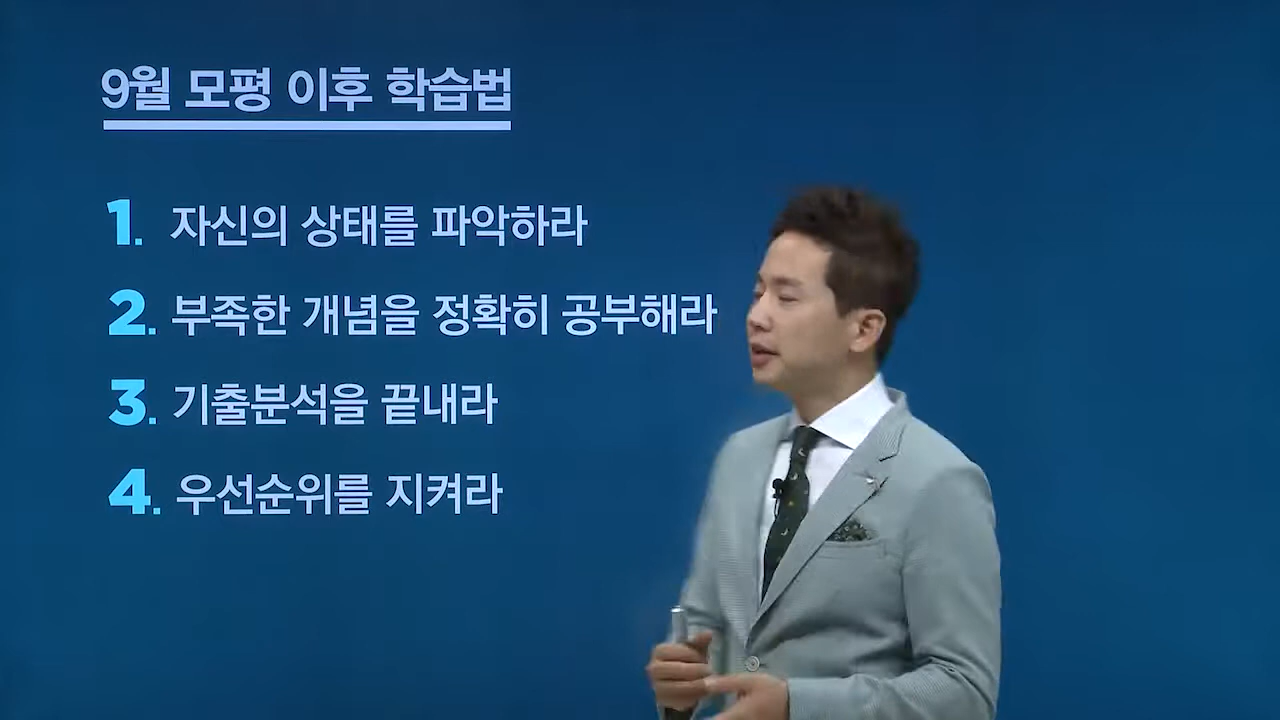 9월 모평 이후 학습법
1. 자신의 상태를 파악하라
2. 부족한 개념을 정확히 공부해라
3. 기출분석을 끝내라
4. 우선순위를 지켜라